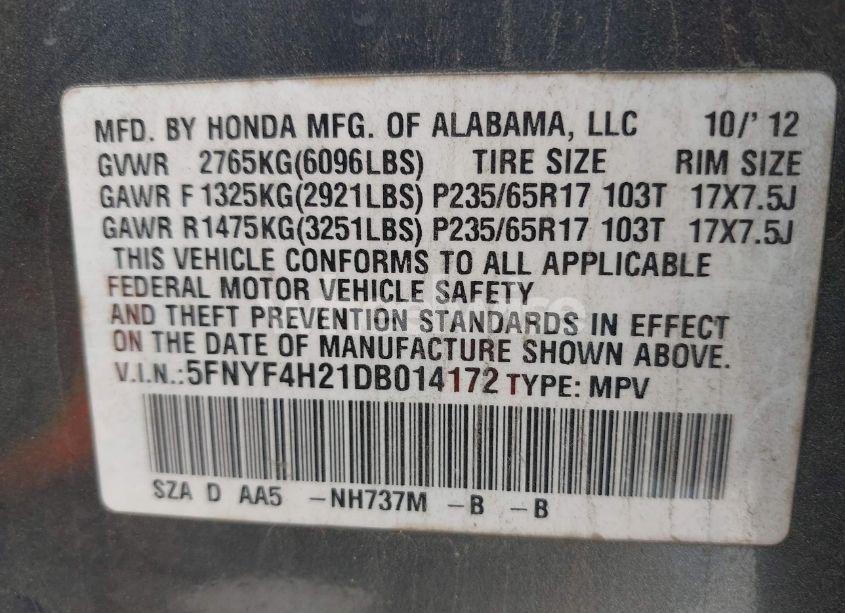 MFD. BY HONDA MFG. OF ALABAMA, LLC 10/' 12
GVWR 2765KG(6096LBS) TIRE SIZE RIM SIZE
GAWR F 1325KG(2921LBS) P235/65R17 103T 17X7.5J
GAWR R1475KG(3251LBS) P235/65R17 103T 17X7.5J
THIS VEHICLE CONFORMS TO ALL APPLICABLE
FEDERAL MOTOR VEHICLE SAFETY
AND THEFT PREVENTION STANDARDS IN EFFECT
ON THE DATE OF MANUFACTURE SHOWN ABOVE.
V.I.N.:5FNYF4H21DB014172 TYPE: MPV
SZA D AA5 -NH737M -B -B